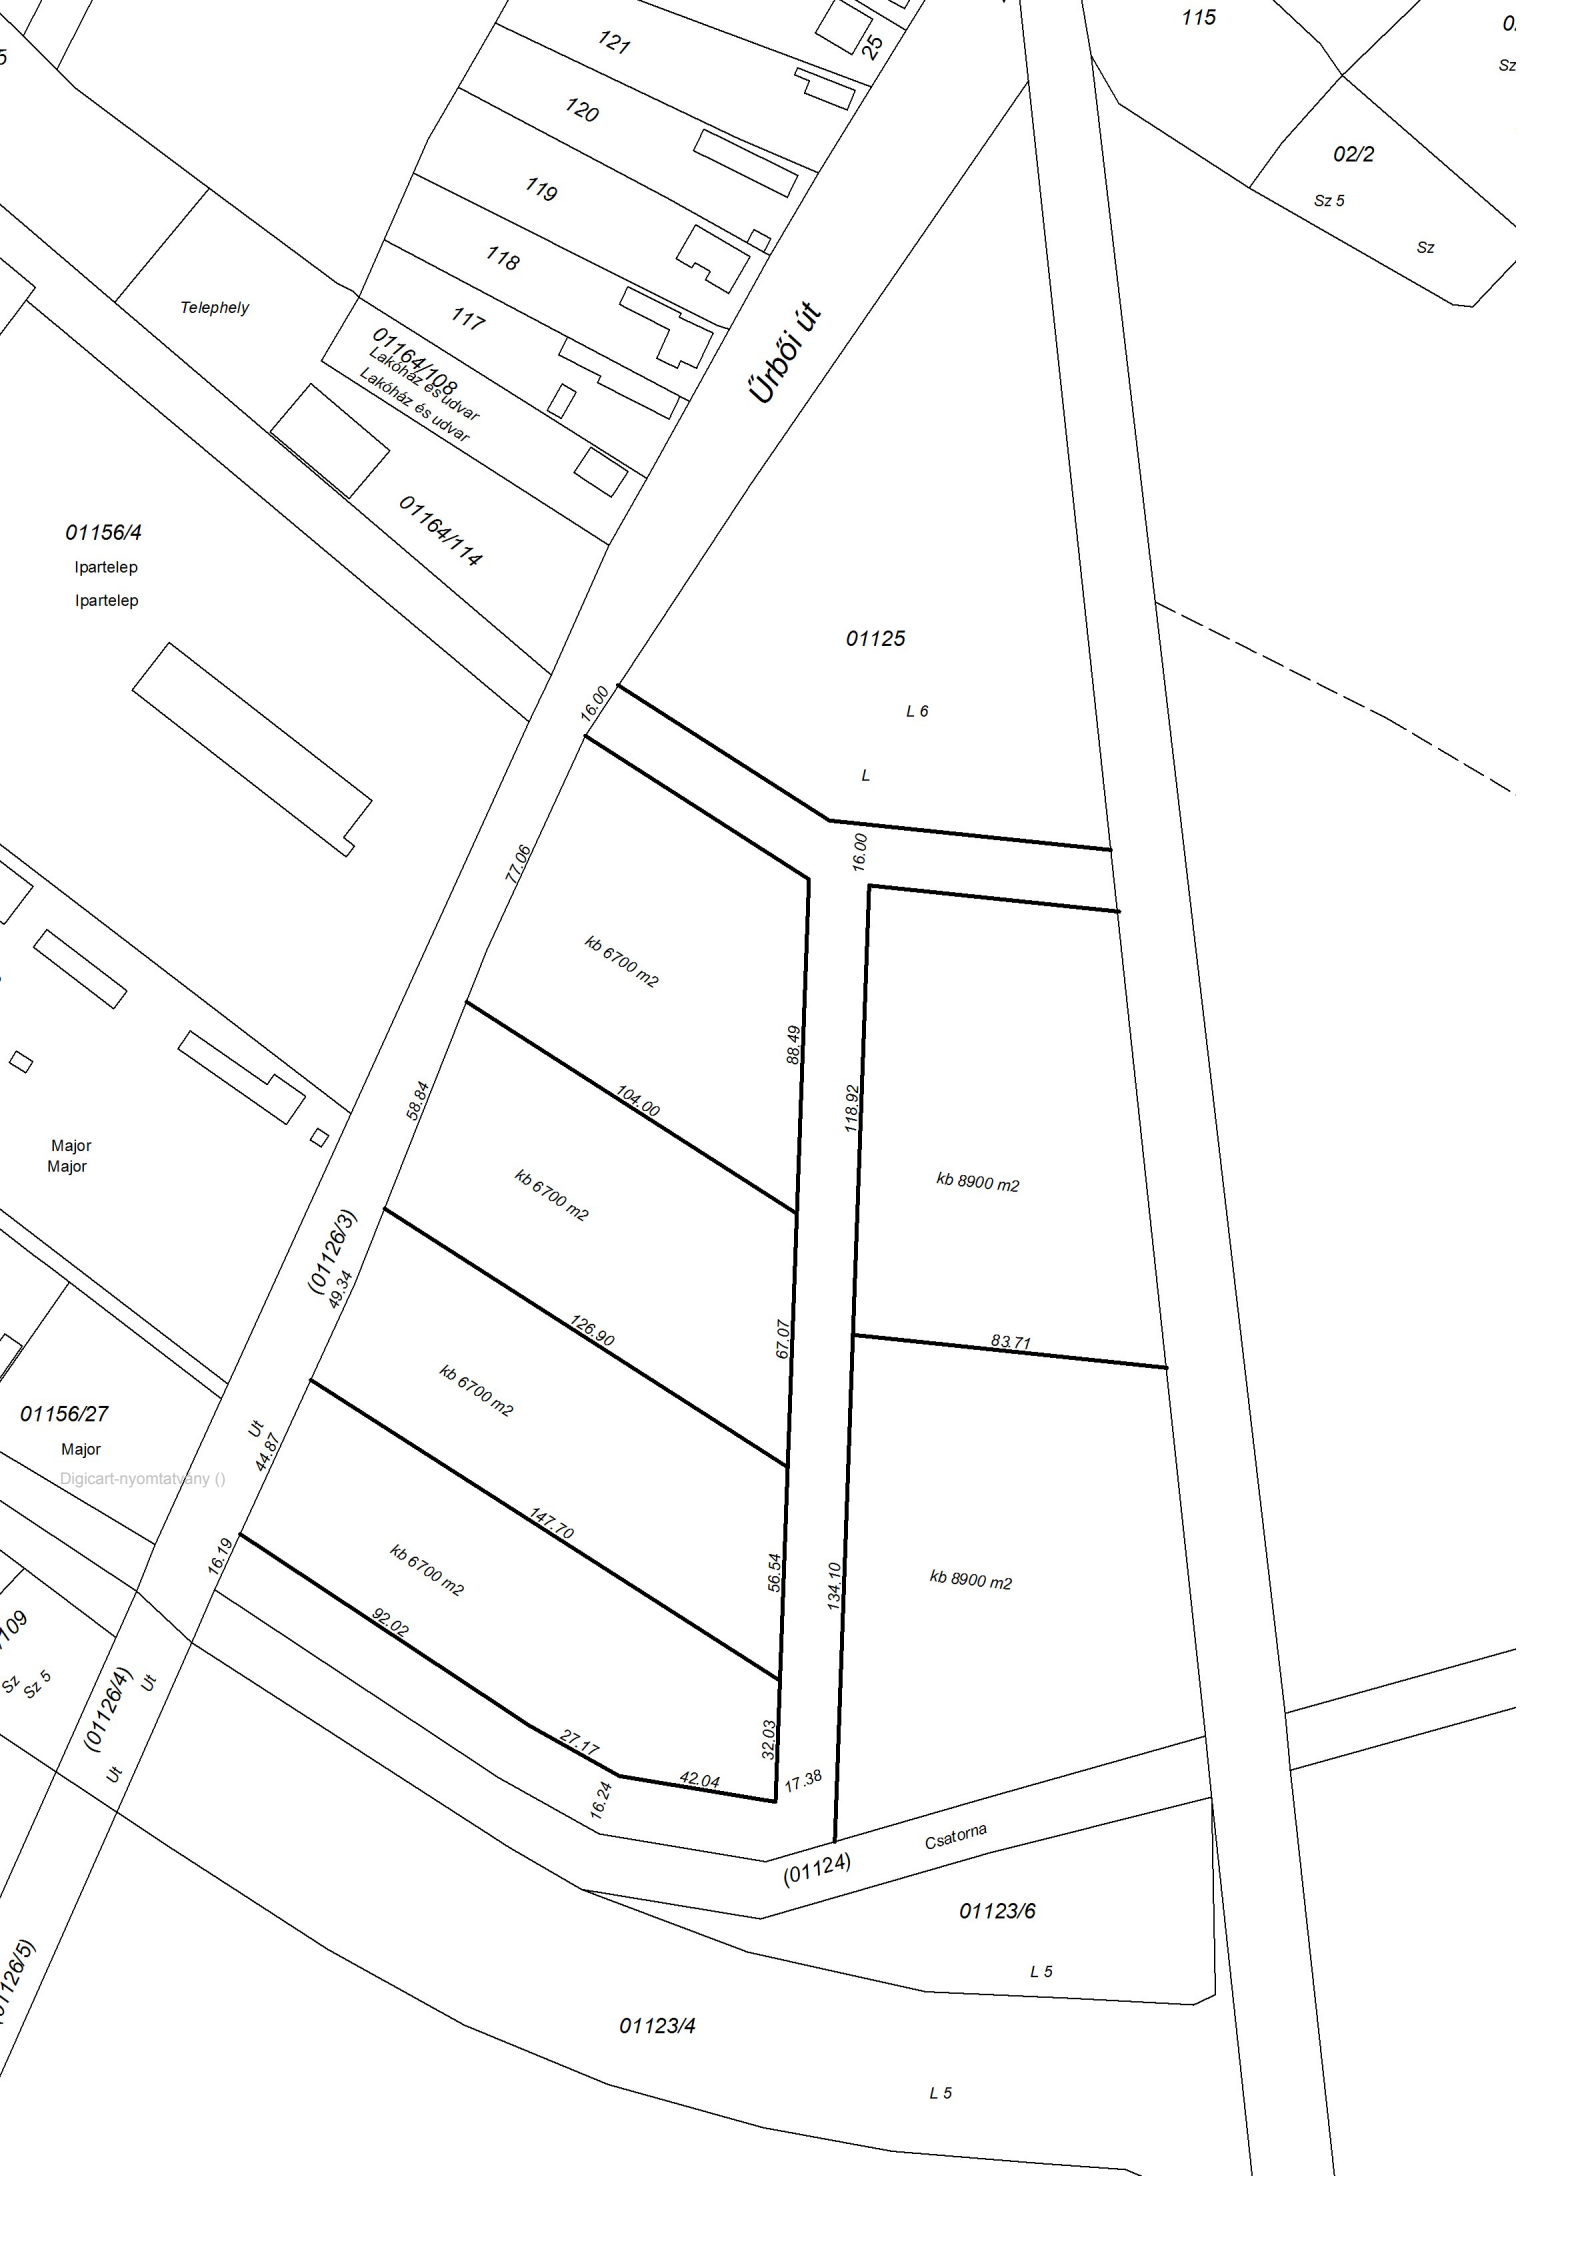 115
121
25
120
02/2
119
Sz 5
Sz
Sz
118
Telephely
117
01164/108
Lakóház és udvar
Lakóház és udvar
Űrbői út
01164/114
01156/4
Ipartelep
Ipartelep
01125
L 6
16.00
L
16.00
77.06
kb 6700 m2
88.49
104.00
58.84
118.92
Major
Major
kb 6700 m2
kb 8900 m2
(01126/3)
49.34
126.90
67.07
83.71
kb 6700 m2
01156/27
Ut
44.87
Major
Digicart-nyomtatvány ()
147.70
16.19
kb 6700 m2
56.54
134.10
kb 8900 m2
92.02
Sz
Sz 5
(01126/4)
Ut
27.17
32.03
Ut
42.04
17.38
16.24
Csatorna
(01124)
01123/6
L 5
01123/4
L 5